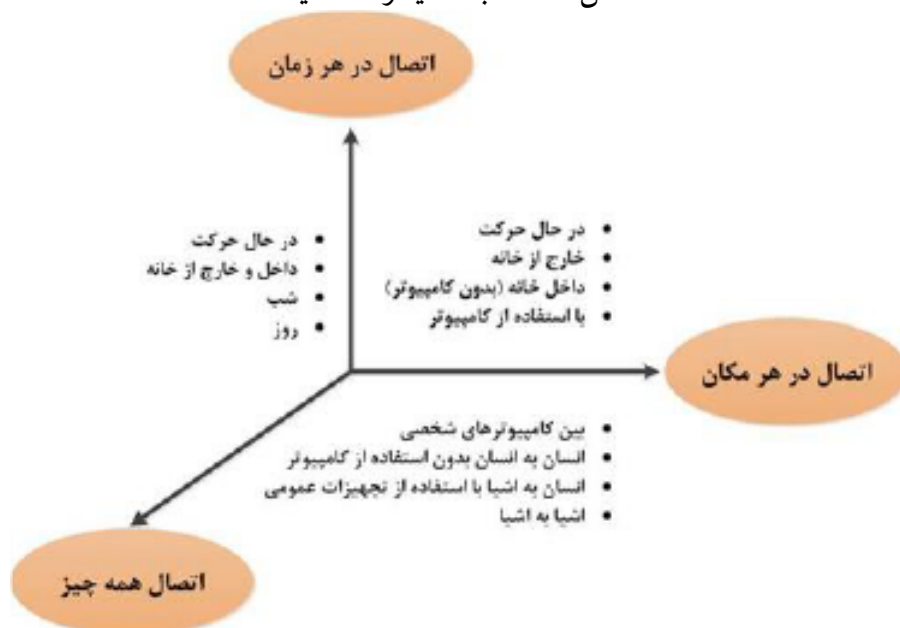 اتصال در هر زمان
در حال حرکت
داخل و خارج از خانه
شب
روز
در حال حرکت
خارج از خانه
داخل خانه (بدون کامپیوتر)
با استفاده از کامپیوتر
اتصال در هر مکان
بین کامپیوترهای شخصی
انسان به انسان بدون استفاده از کامپیوتر
انسان به اشیا با استفاده از تجهیزات عمومی
اشیا به اشیا
اتصال همه چیز